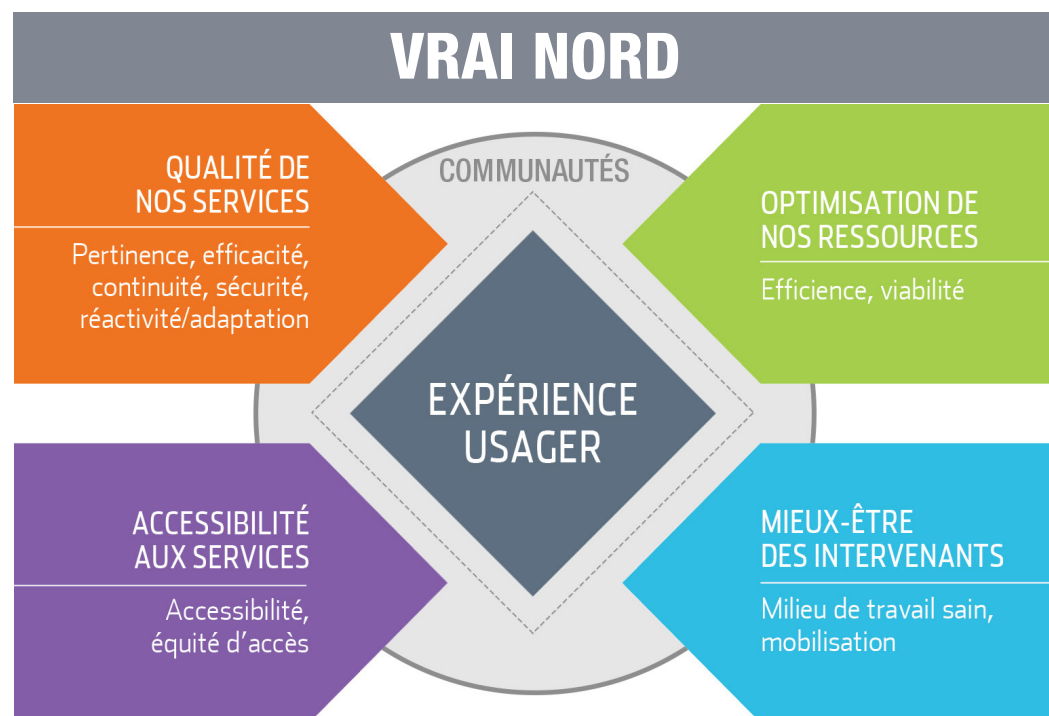 VRAI NORD
QUALITÉ DE
NOS SERVICES
Pertinence, efficacité,
continuité, sécurité,
réactivité/adaptation
COMMUNAUTÉS
OPTIMISATION DE
NOS RESSOURCES
Efficience, viabilité
EXPÉRIENCE
USAGER
ACCESSIBILITÉ
AUX SERVICES
Accessibilité,
équité d'accès
MIEUX-ÊTRE
DES INTERVENANTS
Milieu de travail sain,
mobilisation